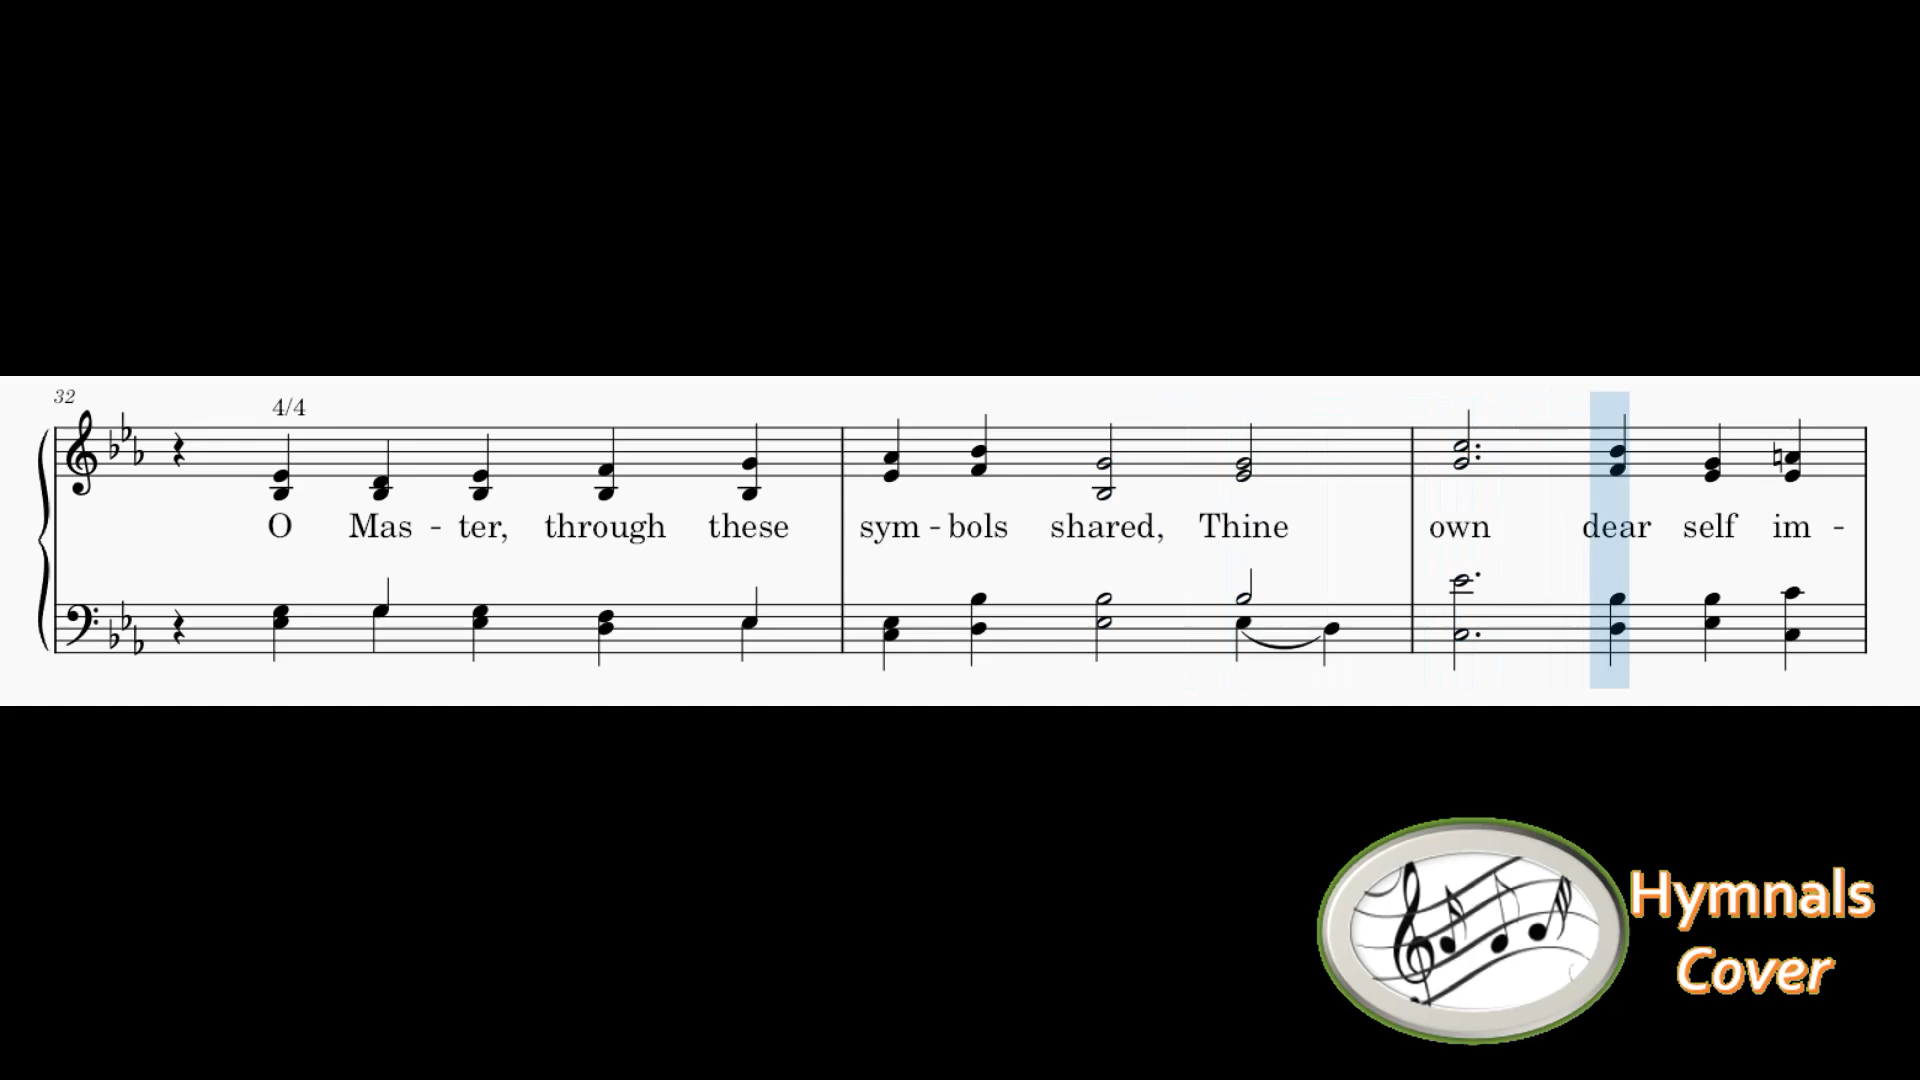 32
4/4
O Mas - ter, through these sym - bols shared, Thine own dear self im -
Hymnals
Cover